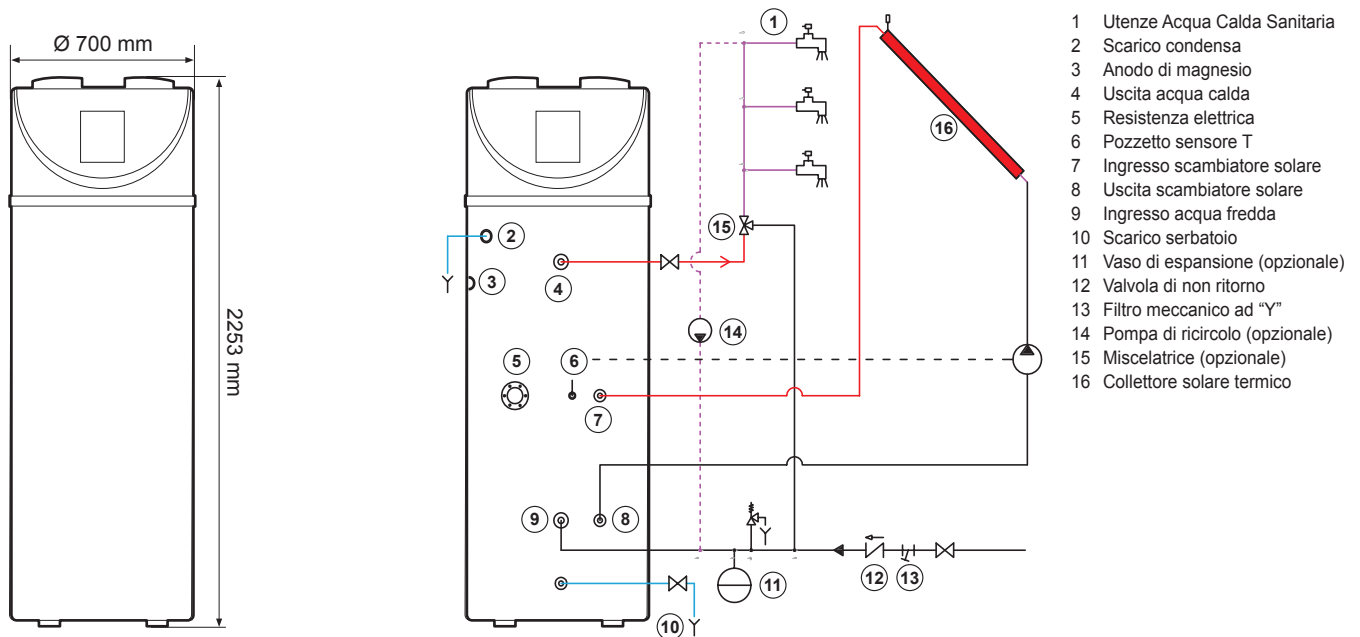 Ø 700 mm
2253 mm
1
2
3
4
5
6
7
8
9
10
11
12
13
14
15
16
1 Utenze Acqua Calda Sanitaria
2 Scarico condensa
3 Anodo di magnesio
4 Uscita acqua calda
5 Resistenza elettrica
6 Pozzetto sensore T
7 Ingresso scambiatore solare
8 Uscita scambiatore solare
9 Ingresso acqua fredda
10 Scarico serbatoio
11 Vaso di espansione (opzionale)
12 Valvola di non ritorno
13 Filtro meccanico ad “Y”
14 Pompa di ricircolo (opzionale)
15 Miscelatrice (opzionale)
16 Collettore solare termico